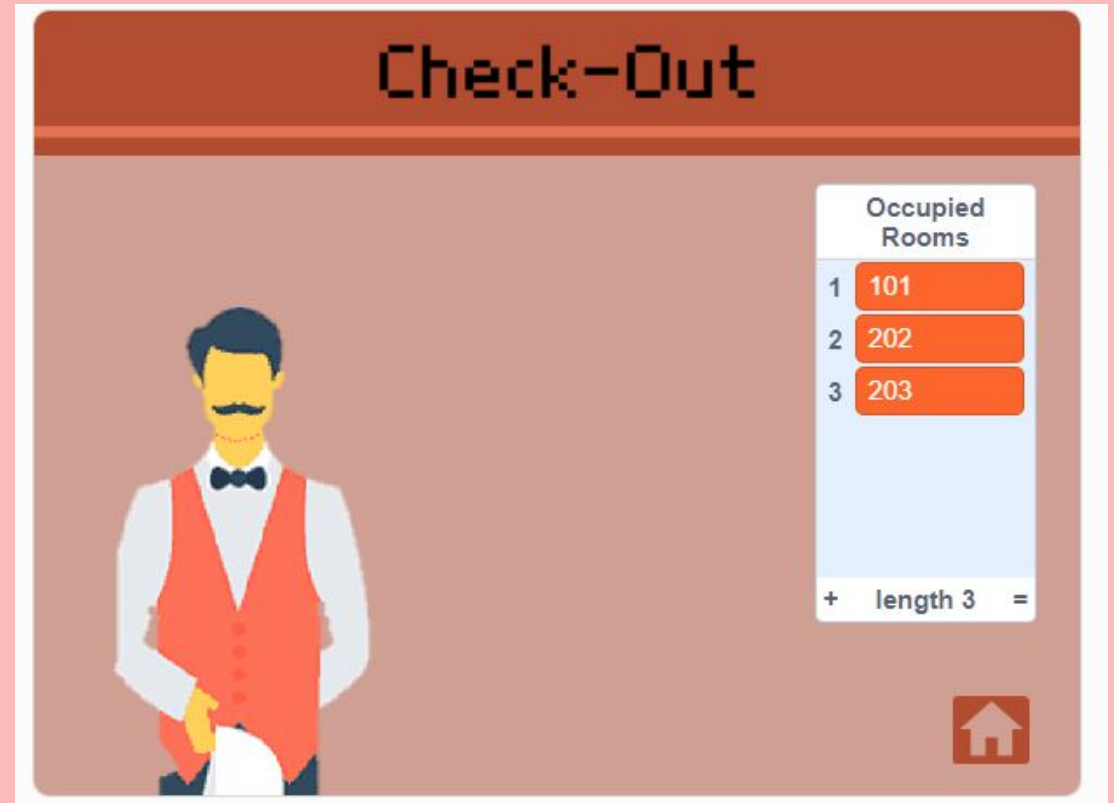 Check-Out
Occupied
Rooms
1 101
2 202
3 203
+ length 3 =